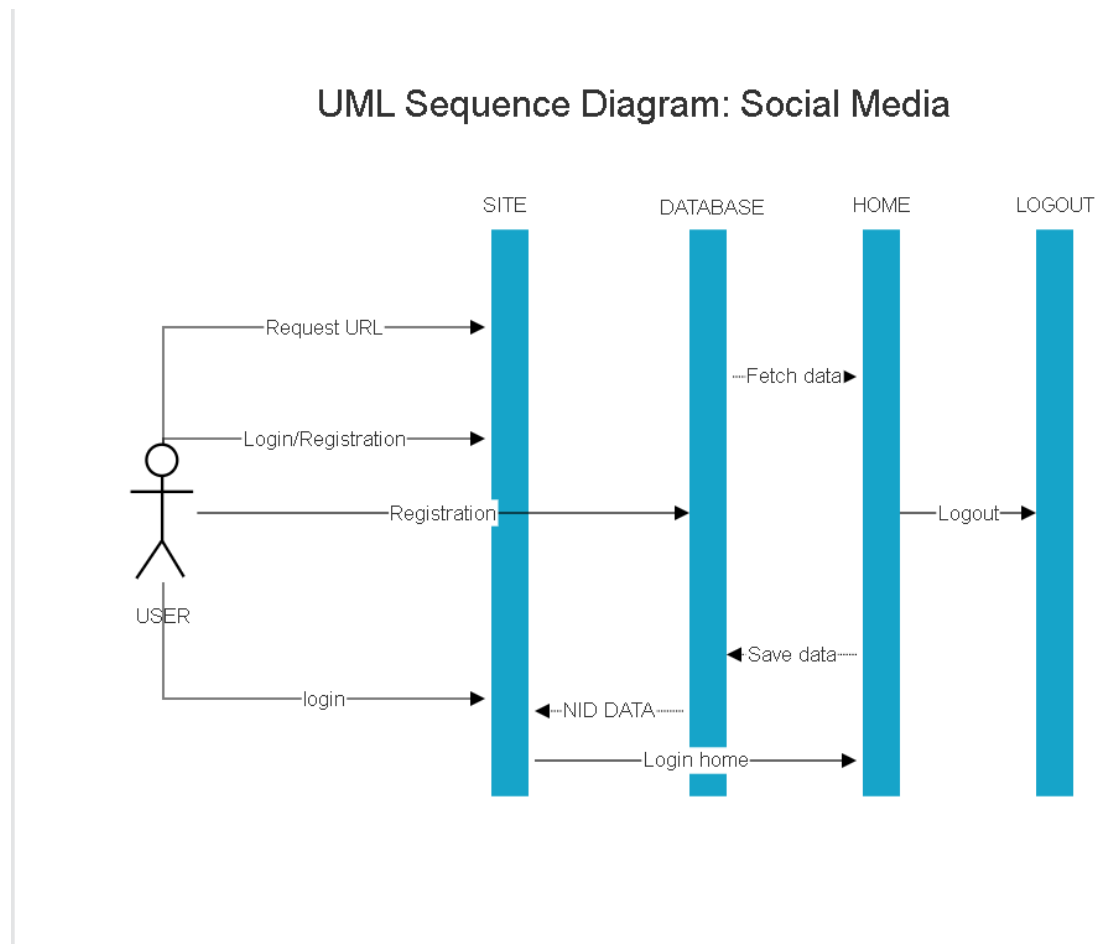 UML Sequence Diagram: Social Media
SITE
DATABASE
HOME
LOGOUT
Request URL
Fetch data
Login/Registration
Registration
Logout
USER
Save data
login
NID DATA
Login home